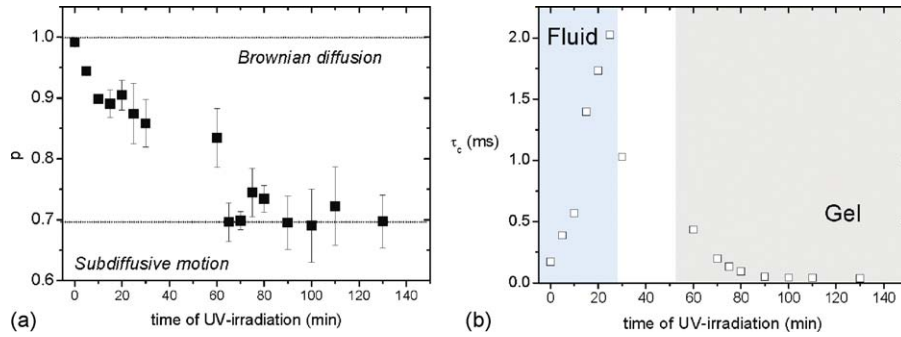 1.0
0.9
0.8
0.7
0.6
p
Brownian diffusion
Subdiffusive motion
0 20 40 60 80 100 120 140
time of UV-irradiation (min)
(a)
2.0
1.5
1.0
0.5
0.0
τc (ms)
Fluid
Gel
0 20 40 60 80 100 120 140
time of UV-irradiation (min)
(b)